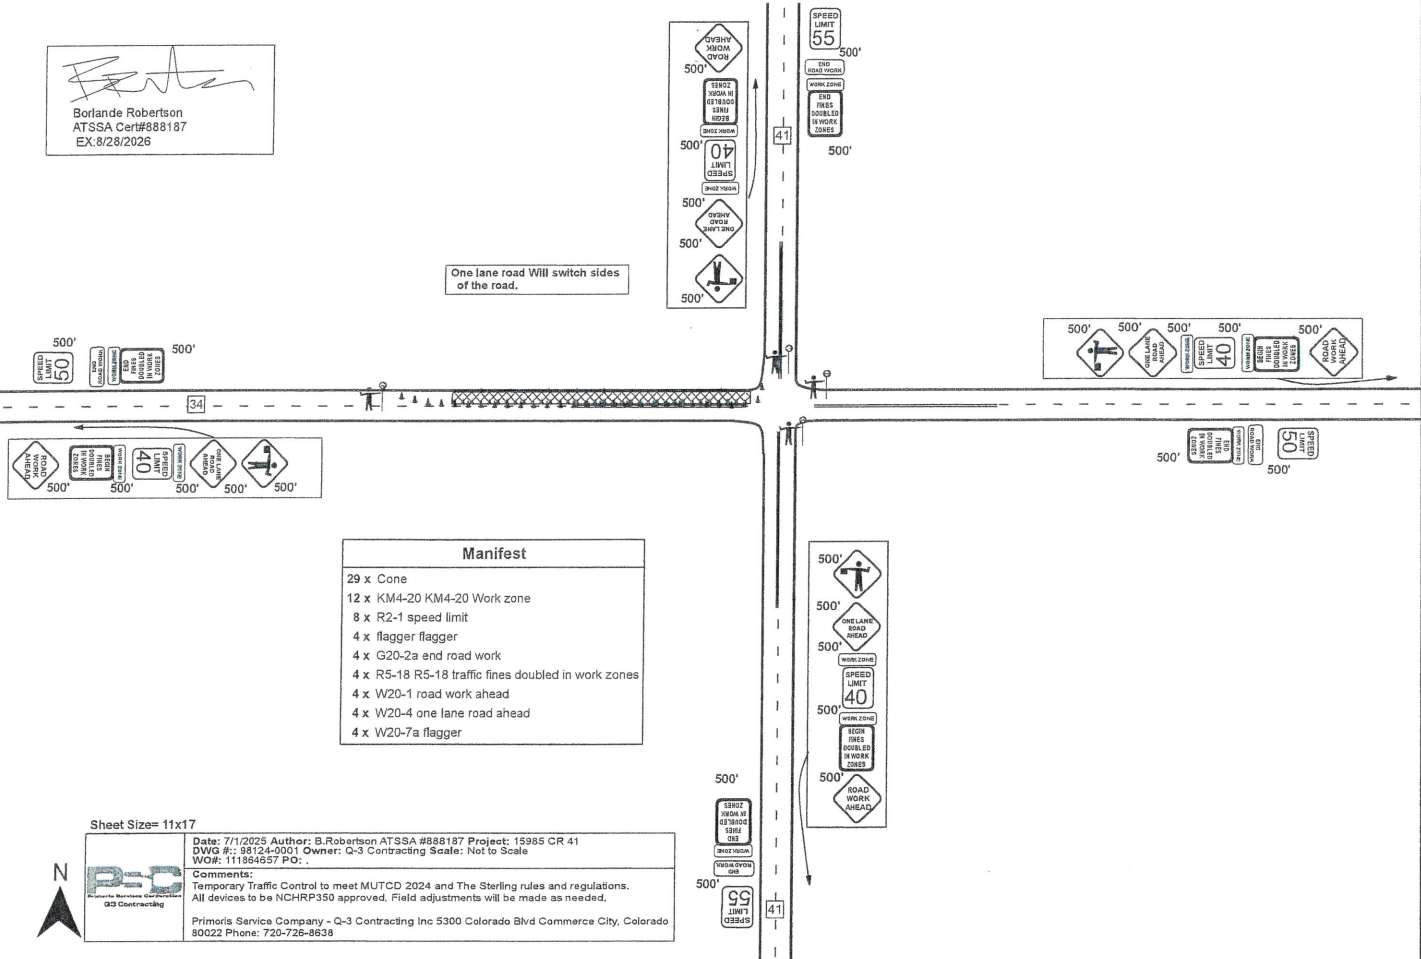 Borlande Robertson
ATSSA Cert#888187
EX:8/28/2026
ROAD
WORK
AHEAD
500'
BEGIN
FINES
DOUBLED
IN WORK
ZONES
WORK ZONE
500'
SPEED
LIMIT
40
WORK ZONE
500'
ONE LANE
ROAD
AHEAD
500'
500'
SPEED
LIMIT
55
500'
END
ROAD WORK
WORK ZONE
END
FINES
DOUBLED
IN WORK
ZONES
500'
41
One lane road Will switch sides
of the road.
500'
SPEED
LIMIT
50
END
ROAD WORK
WORK ZONE
END
FINES
DOUBLED
IN WORK
ZONES
500'
34
500'
500'
ONE LANE
ROAD
AHEAD
500'
WORK ZONE
SPEED
LIMIT
40
500'
WORK ZONE
BEGIN
FINES
DOUBLED
IN WORK
ZONES
500'
ROAD
WORK
AHEAD
ROAD
WORK
AHEAD
500'
BEGIN
FINES
DOUBLED
IN WORK
ZONES
WORK ZONE
500'
SPEED
LIMIT
40
WORK ZONE
500'
ONE LANE
ROAD
AHEAD
500'
500'
500'
END
FINES
DOUBLED
IN WORK
ZONES
WORK ZONE
END
ROAD WORK
SPEED
LIMIT
50
500'
Manifest
29 x Cone
12 x KM4-20 KM4-20 Work zone
8 x R2-1 speed limit
4 x flagger flagger
4 x G20-2a end road work
4 x R5-18 R5-18 traffic fines doubled in work zones
4 x W20-1 road work ahead
4 x W20-4 one lane road ahead
4 x W20-7a flagger
500'
500'
ONE LANE
ROAD
AHEAD
500'
WORK ZONE
SPEED
LIMIT
40
500'
WORK ZONE
BEGIN
FINES
DOUBLED
IN WORK
ZONES
500'
ROAD
WORK
AHEAD
500'
END
FINES
DOUBLED
IN WORK
ZONES
WORK ZONE
END
ROAD WORK
500'
SPEED
LIMIT
55
41
Sheet Size= 11x17
N
PSC
Primoris Services Corporation
Q3 Contracting
Date: 7/1/2025 Author: B.Robertson ATSSA #888187 Project: 15985 CR 41
DWG #:: 98124-0001 Owner: Q-3 Contracting Scale: Not to Scale
WO#: 111864657 PO: .
Comments:
Temporary Traffic Control to meet MUTCD 2024 and The Sterling rules and regulations.
All devices to be NCHRP350 approved. Field adjustments will be made as needed.
Primoris Service Company - Q-3 Contracting Inc 5300 Colorado Blvd Commerce City, Colorado
80022 Phone: 720-726-8638